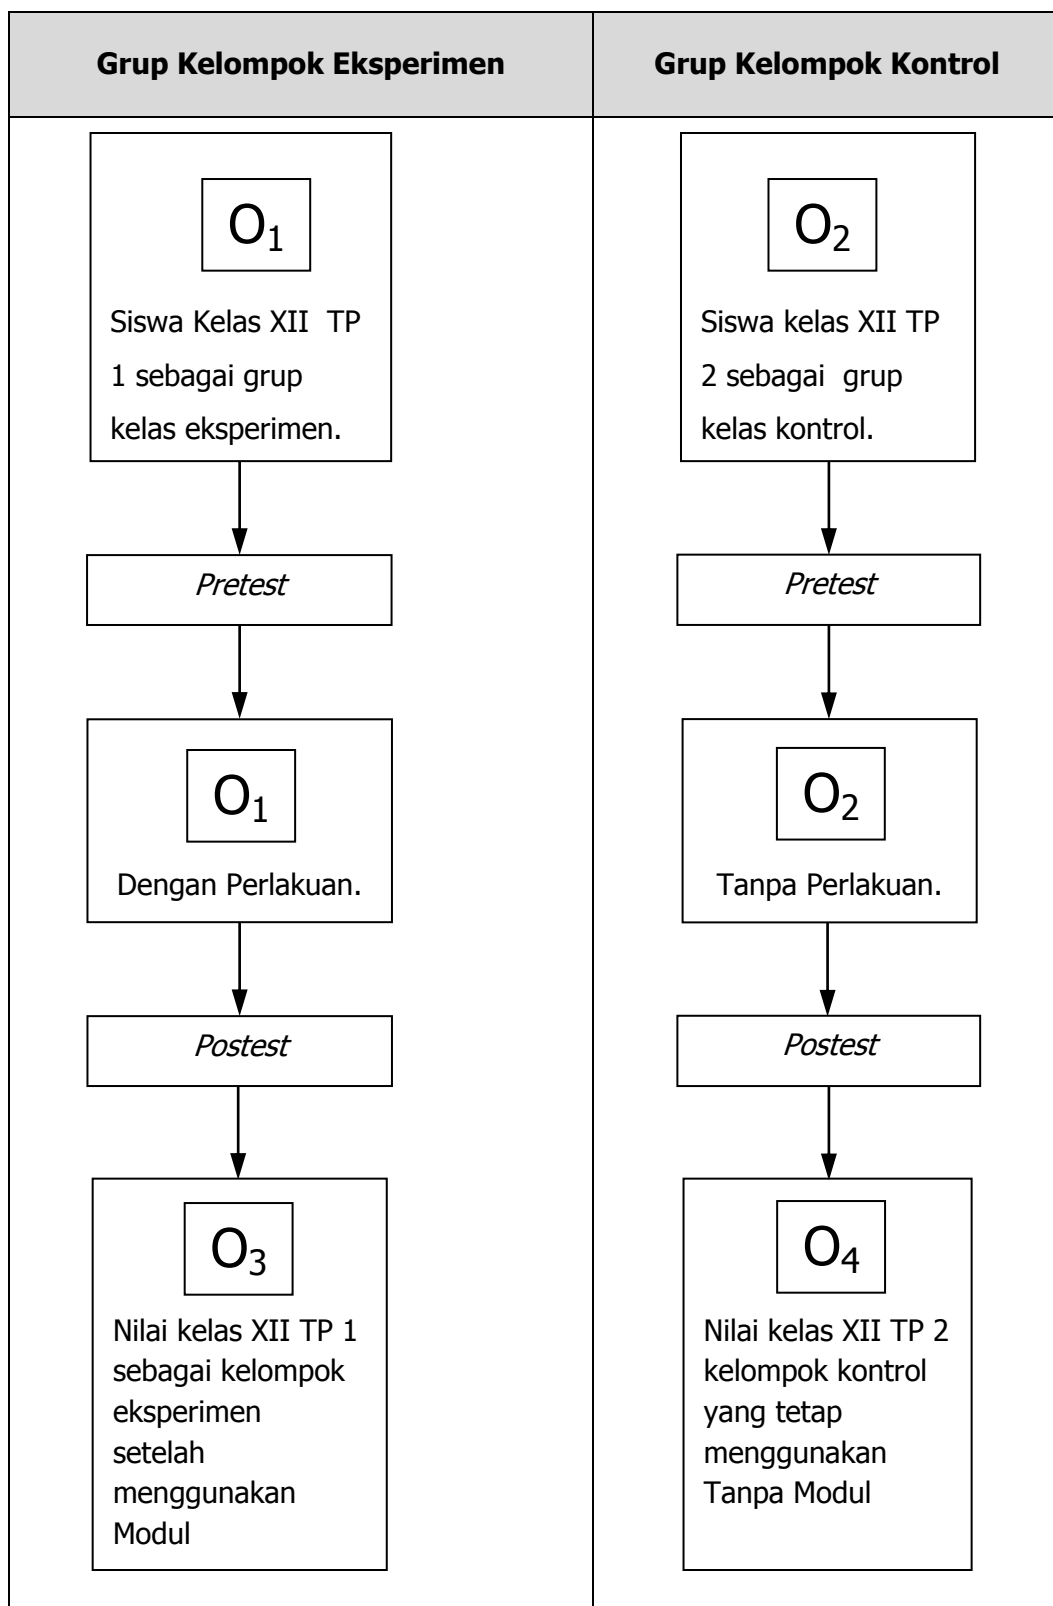 Grup Kelompok Eksperimen
Grup Kelompok Kontrol
O₁
Siswa Kelas XII  TP
1 sebagai grup
kelas eksperimen.
Pretest
O₁
Dengan Perlakuan.
Postest
O₃
Nilai kelas XII TP 1
sebagai kelompok
eksperimen
setelah
menggunakan
Modul
O₂
Siswa kelas XII TP
2 sebagai  grup
kelas kontrol.
Pretest
O₂
Tanpa Perlakuan.
Postest
O₄
Nilai kelas XII TP 2
kelompok kontrol
yang tetap
menggunakan
Tanpa Modul